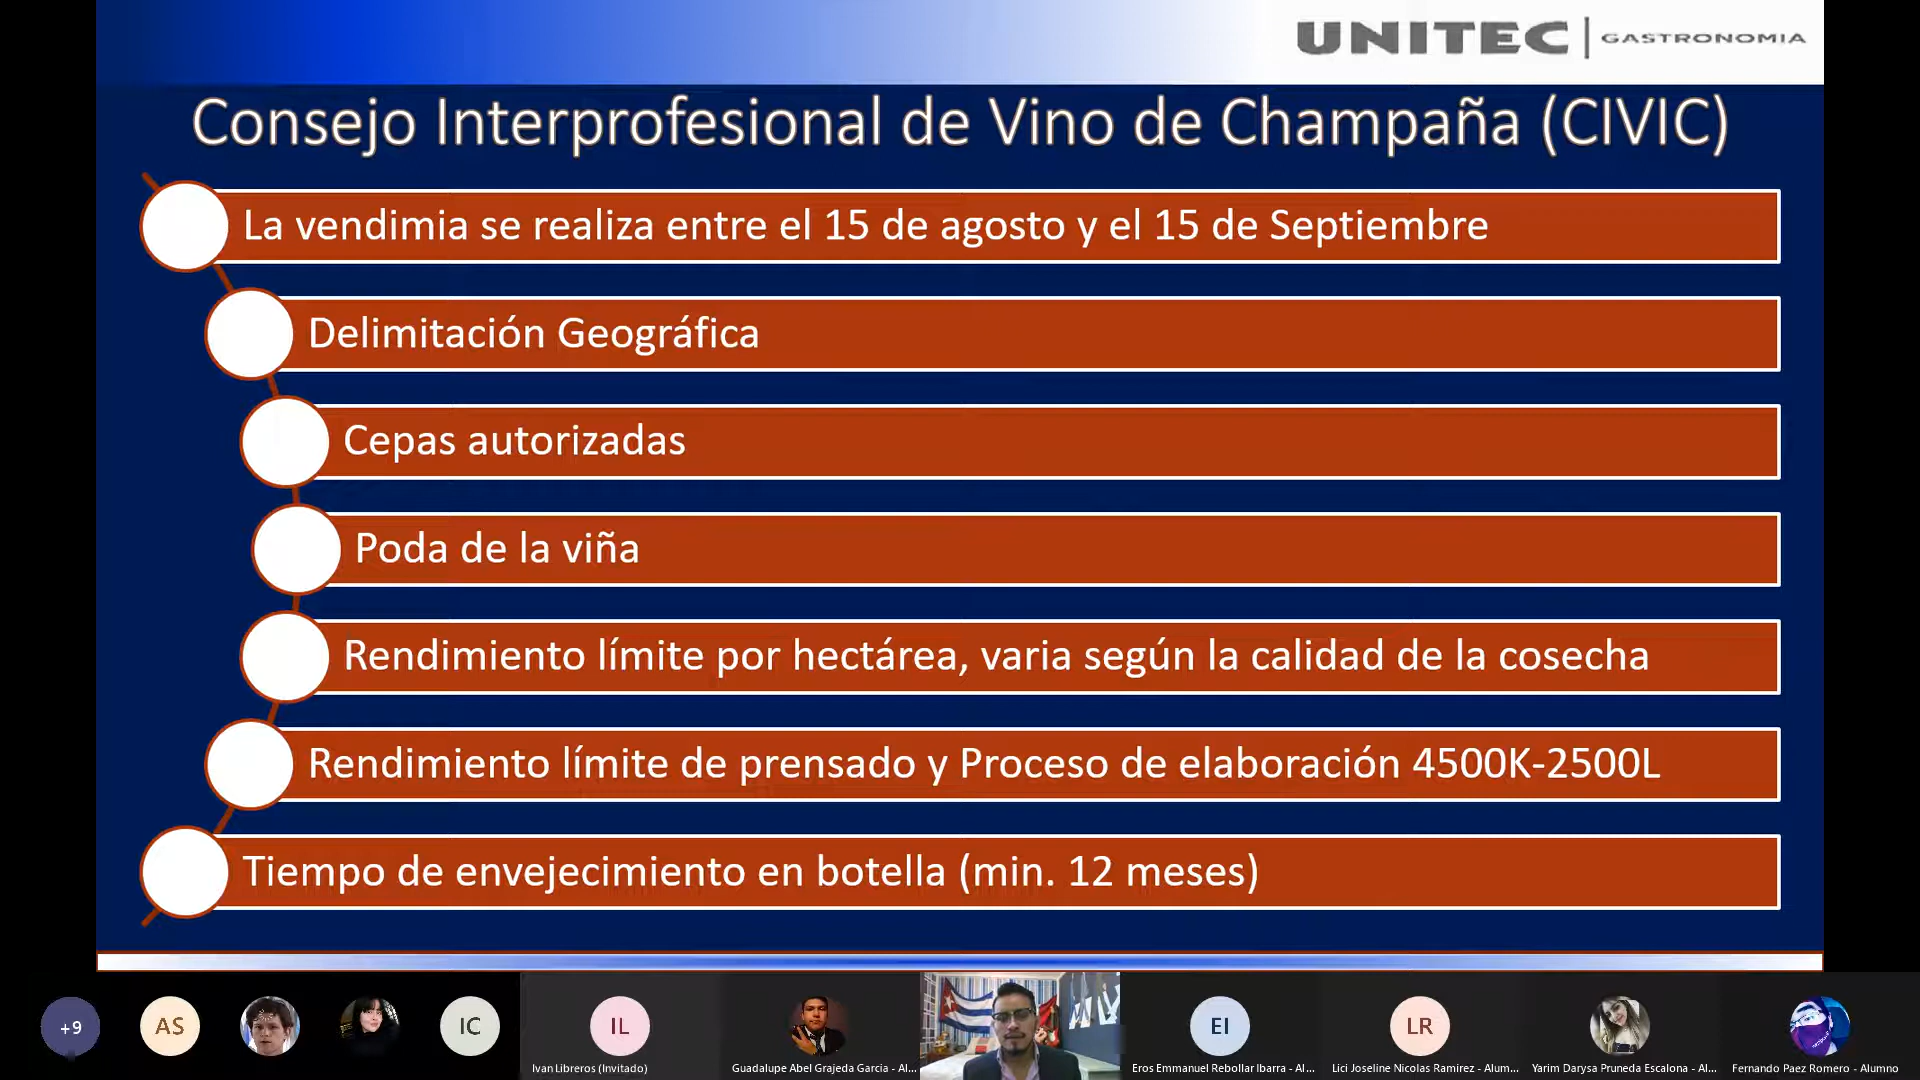 UNITEC | GASTRONOMIA
Consejo Interprofesional de Vino de Champaña (CIVIC)
La vendimia se realiza entre el 15 de agosto y el 15 de Septiembre
Delimitación Geográfica
Cepas autorizadas
Poda de la viña
Rendimiento límite por hectárea, varia según la calidad de la cosecha
Rendimiento límite de prensado y Proceso de elaboración 4500K-2500L
Tiempo de envejecimiento en botella (min. 12 meses)
+9
AS
IC
IL
EI
LR
Ivan Libreros (Invitado)
Guadalupe Abel Grajeda Garcia - Al...
Eros Emmanuel Rebollar Ibarra - Al...
Lici Joseline Nicolas Ramirez - Alum...
Yarim Darysa Pruneda Escalona - Al...
Fernando Paez Romero - Alumno